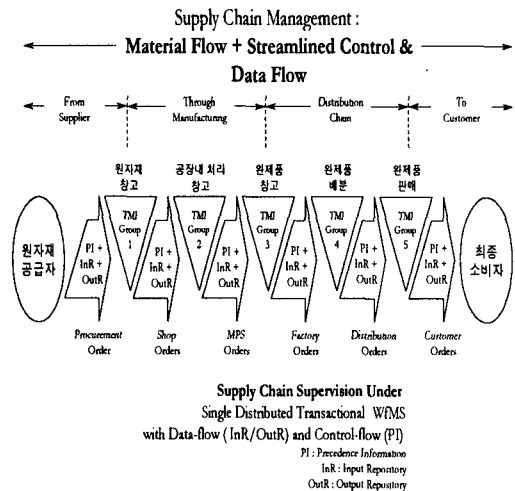 Supply Chain Management :
Material Flow + Streamlined Control &
Data Flow
From Supplier
Through Manufacturing
Distribution Chain
To Customer
원자재 창고
공장내 처리 창고
완제품 창고
완제품 배분
완제품 판매
원자재 공급자
PI + InR + OutR
TMI Group 1
PI + InR + OutR
TMI Group 2
PI + InR + OutR
TMI Group 3
PI + InR + OutR
TMI Group 4
PI + InR + OutR
TMI Group 5
PI + InR + OutR
최종 소비자
Procurement Order
Shop Orders
MPS Orders
Factory Orders
Distribution Orders
Customer Orders
Supply Chain Supervision Under
Single Distributed Transactional WfMS
with Data-flow ( InR/OutR) and Control-flow (PI)
PI : Precedence Information
InR : Input Repository
OutR : Output Repository